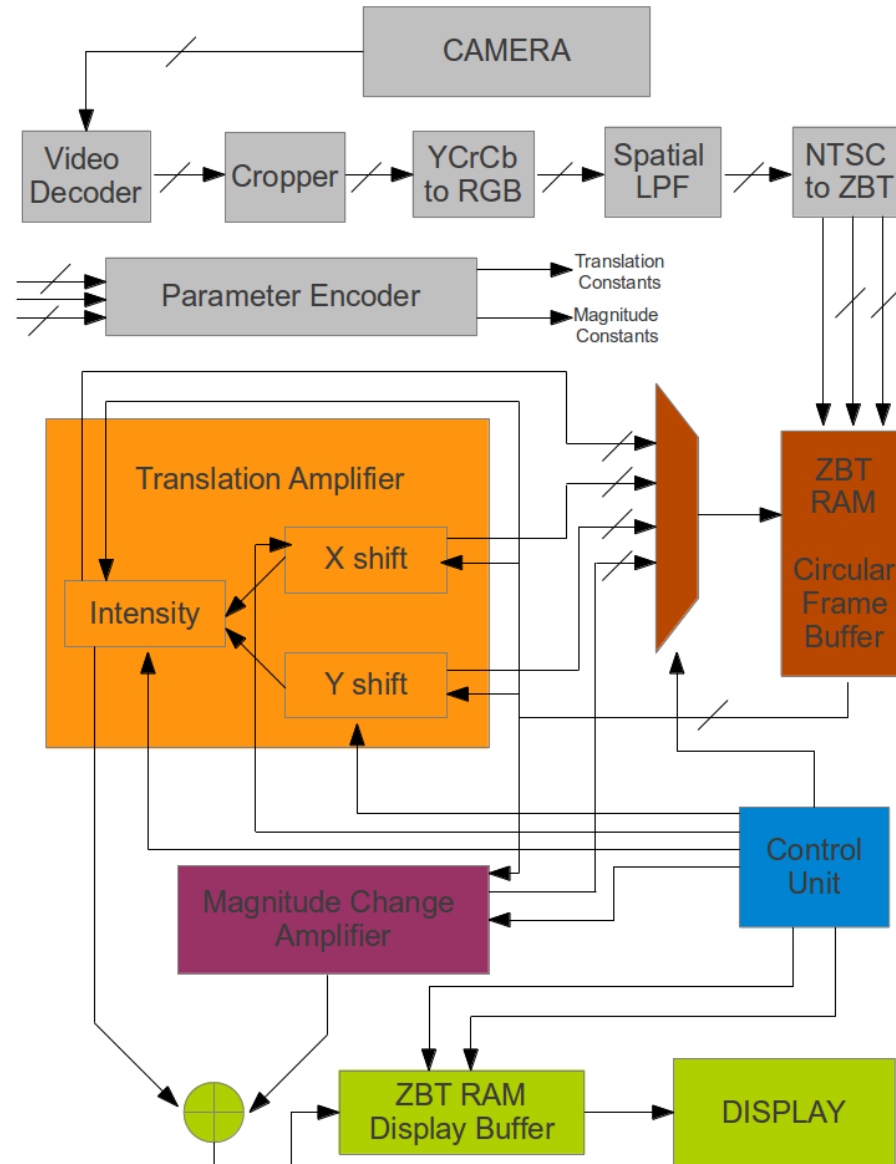 CAMERA
Video
Decoder
Cropper
YCrCb
to RGB
Spatial
LPF
NTSC
to ZBT
Parameter Encoder
Translation
Constants
Magnitude
Constants
Translation Amplifier
X shift
Intensity
Y shift
ZBT
RAM
Circular
Frame
Buffer
Control
Unit
Magnitude Change
Amplifier
ZBT RAM
Display Buffer
DISPLAY